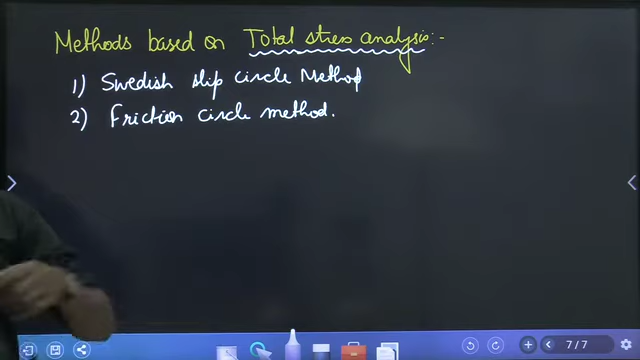 Methods based on Total stress analysis:-
1) Swedish slip circle Method
2) Friction circle method.
7/7